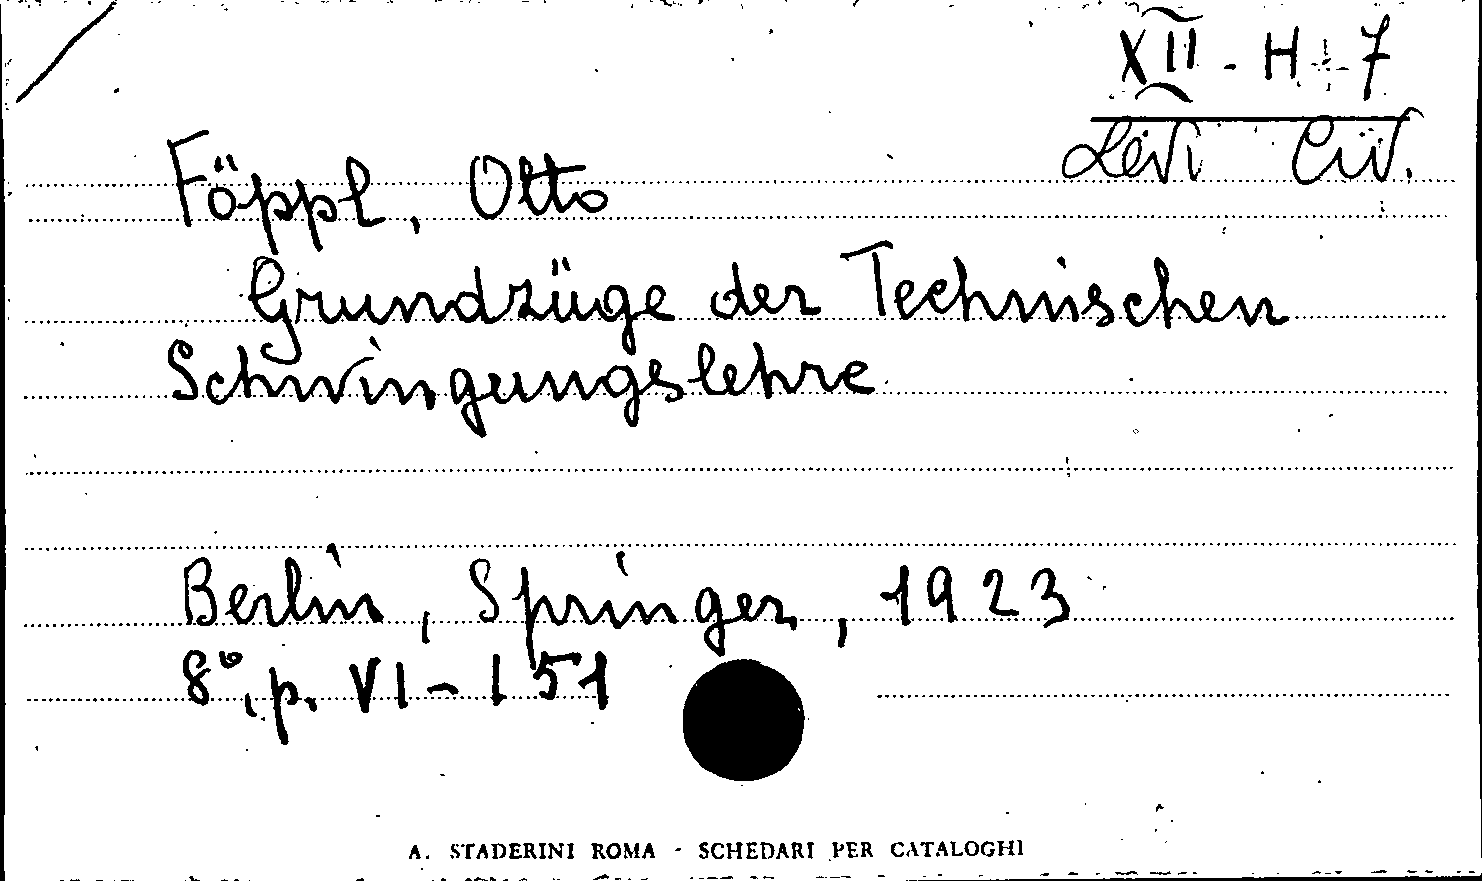 XII - H - 7
Levi Civ.
Föppl, Otto
Grundzüge der Technischen
Schwingungslehre
Berlin, Springer, 1923
8°, p. VI - 151
A. STADERINI ROMA - SCHEDARI PER CATALOGHI